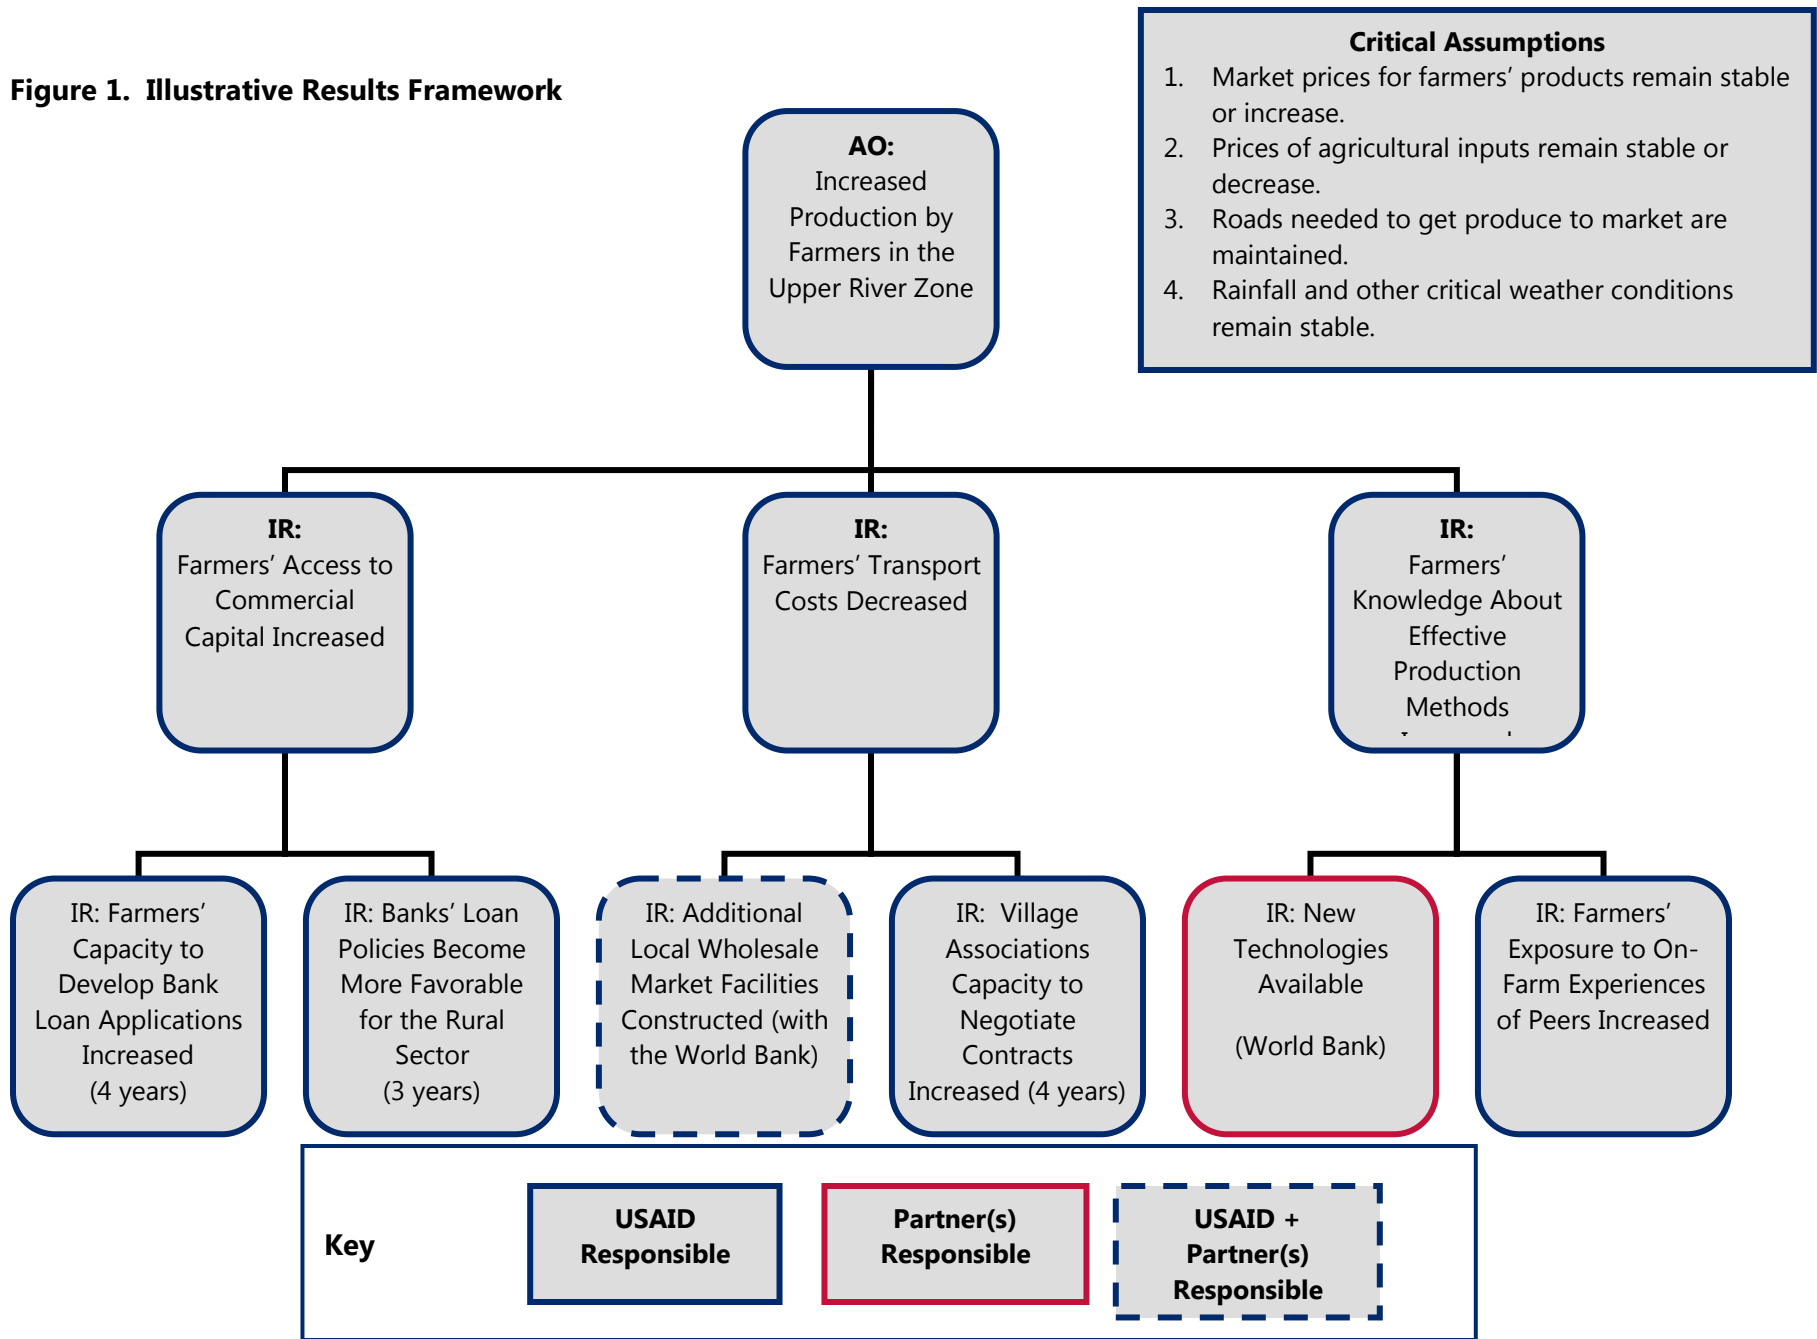 Figure 1. Illustrative Results Framework
Critical Assumptions
1. Market prices for farmers’ products remain stable
or increase.
2. Prices of agricultural inputs remain stable or
decrease.
3. Roads needed to get produce to market are
maintained.
4. Rainfall and other critical weather conditions
remain stable.
AO:
Increased
Production by
Farmers in the
Upper River Zone
IR:
Farmers’ Access to
Commercial
Capital Increased
IR:
Farmers’ Transport
Costs Decreased
IR:
Farmers’
Knowledge About
Effective
Production
Methods
IR: Farmers’
Capacity to
Develop Bank
Loan Applications
Increased
(4 years)
IR: Banks’ Loan
Policies Become
More Favorable
for the Rural
Sector
(3 years)
IR: Additional
Local Wholesale
Market Facilities
Constructed (with
the World Bank)
IR: Village
Associations
Capacity to
Negotiate
Contracts
Increased (4 years)
IR: New
Technologies
Available
(World Bank)
IR: Farmers’
Exposure to On-
Farm Experiences
of Peers Increased
Key
USAID
Responsible
Partner(s)
Responsible
USAID +
Partner(s)
Responsible